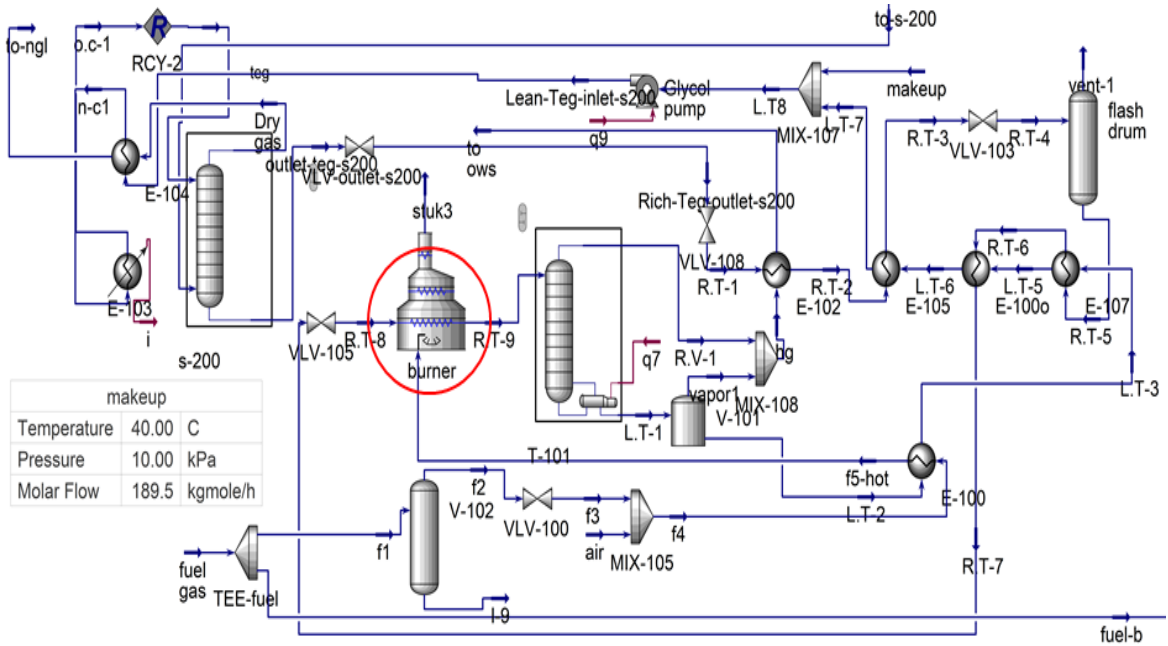 to-ngl
o.c-1
R
RCY-2
to-s-200
teg
n-c1
Lean-Teg-inlet-s200
Glycol
pump
L.T8
makeup
MIX-107
L.T-7
q9
R.T-3
VLV-103
R.T-4
vent-1
flash
drum
Dry
gas
outlet-teg-s200
VLV-outlet-s200
to
ows
E-104
stuk3
Rich-Teg-outlet-s200
VLV-108
R.T-1
E-102
R.T-2
E-105
L.T-6
R.T-6
L.T-5
E-100o
E-107
R.T-5
E-103
i
s-200
VLV-105
R.T-8
R.T-9
burner
R.V-1
bg
q7
vapor1
MIX-108
V-101
L.T-1
L.T-3
T-101
f5-hot
E-100
L.T-2
makeup
Temperature 40.00 C
Pressure 10.00 kPa
Molar Flow 189.5 kgmole/h
f2
V-102
VLV-100
f3
f4
f1
air
MIX-105
R.T-7
fuel
gas
TEE-fuel
l-9
fuel-b